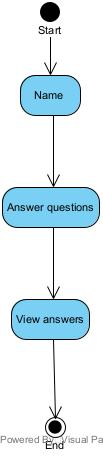 Start
Name
Answer questions
View answers
Powered By Visual Pa
End